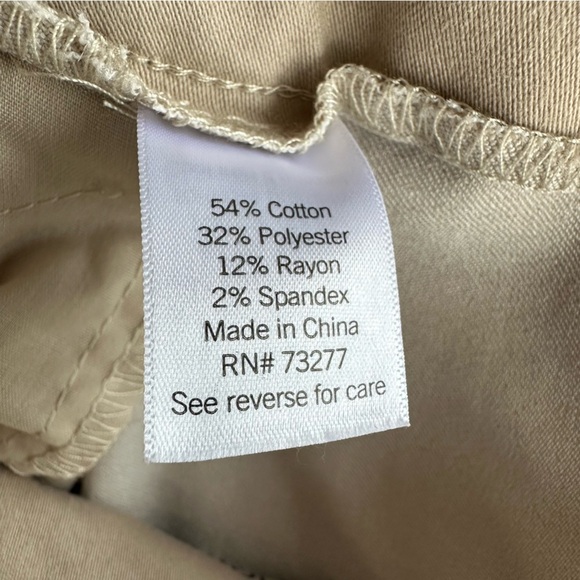 54% Cotton
32% Polyester
12% Rayon
2% Spandex
Made in China
RN# 73277
See reverse for care